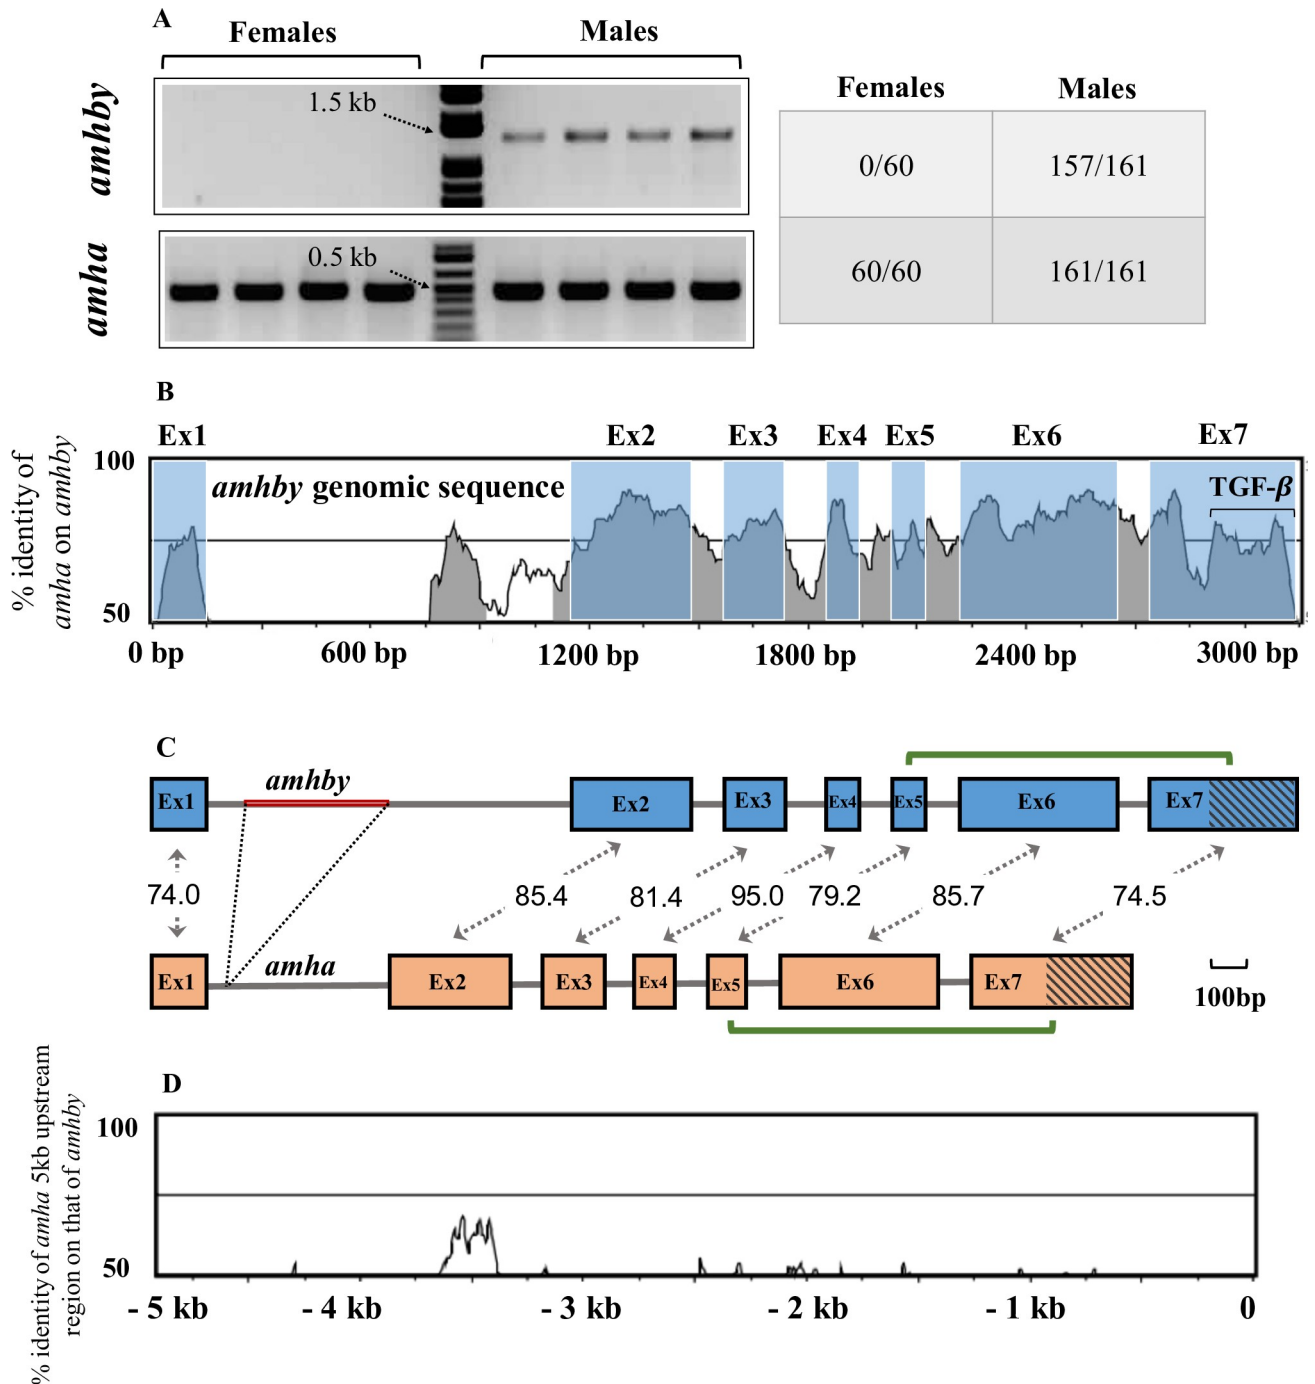 A
Females
Males
amhby
1.5 kb
amha
0.5 kb
Females Males
0/60 157/161
60/60 161/161
B
Ex1 Ex2 Ex3 Ex4 Ex5 Ex6 Ex7
% identity of
amha on amhby
100
50
amhby genomic sequence
TGF-β
0 bp 600 bp 1200 bp 1800 bp 2400 bp 3000 bp
C
amhby
Ex1 Ex2 Ex3 Ex4 Ex5 Ex6 Ex7
74.0 85.4 81.4 95.0 79.2 85.7 74.5
amha
Ex1 Ex2 Ex3 Ex4 Ex5 Ex6 Ex7
100bp
D
% identity of amha 5kb upstream
region on that of amhby
100
50
- 5 kb - 4 kb - 3 kb - 2 kb - 1 kb 0